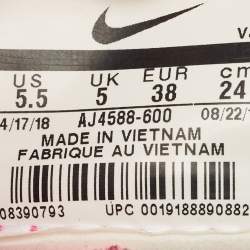 V.
US UK EUR cm
5.5 5 38 24
4/17/18 AJ4588-600 08/22/
MADE IN VIETNAM
FABRIQUE AU VIETNAM
08390793 UPC 00191888908